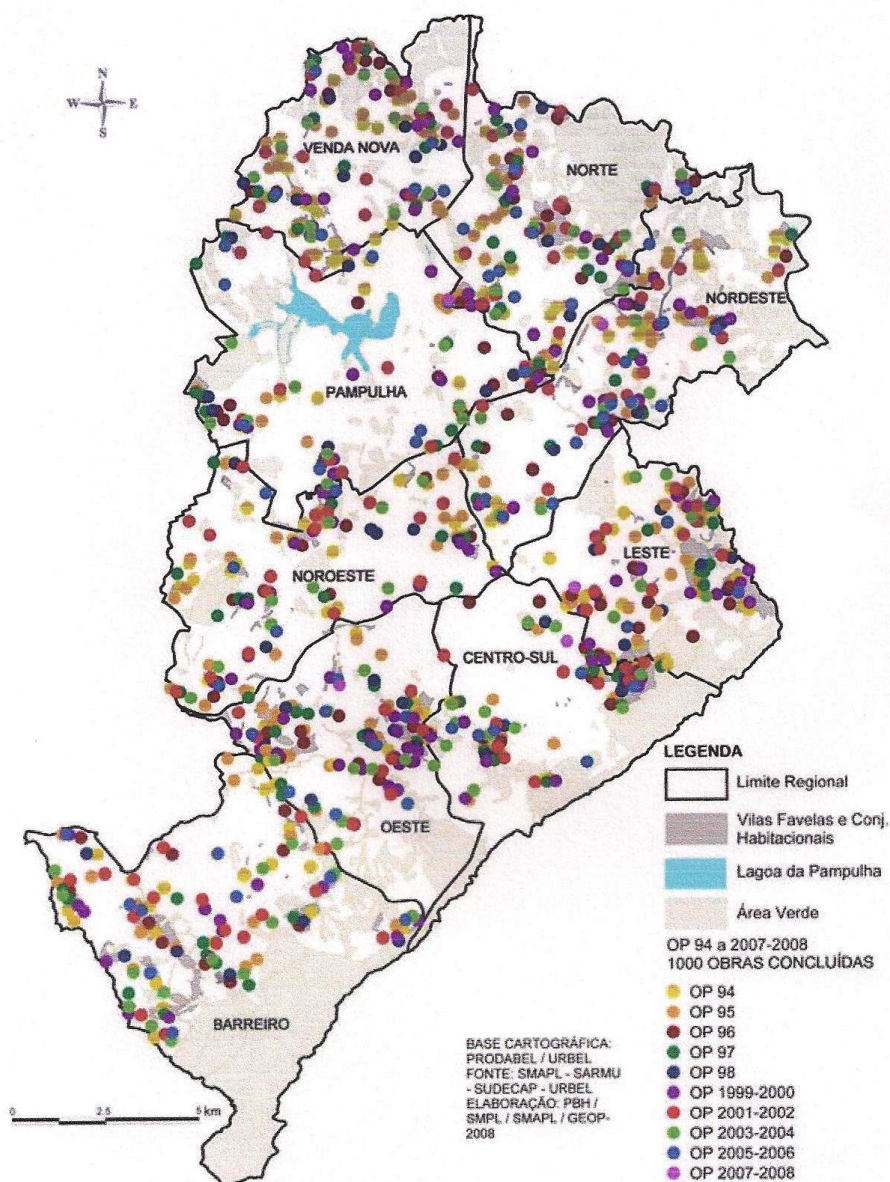 N
W E
S
VENDA NOVA
NORTE
NORDESTE
PAMPULHA
LESTE
NOROESTE
CENTRO-SUL
OESTE
BARREIRO
LEGENDA
Limite Regional
Vilas Favelas e Conj.
Habitacionais
Lagoa da Pampulha
Área Verde
OP 94 a 2007-2008
1000 OBRAS CONCLUÍDAS
OP 94
OP 95
OP 96
OP 97
OP 98
OP 1999-2000
OP 2001-2002
OP 2003-2004
OP 2005-2006
OP 2007-2008
BASE CARTOGRÁFICA:
PRODABEL / URBEL
FONTE: SMAPL - SARMU
- SUDECAP - URBEL
ELABORAÇÃO: PBH /
SMPL / SMAPL / GEOP-
2008
0 2.5 5 km